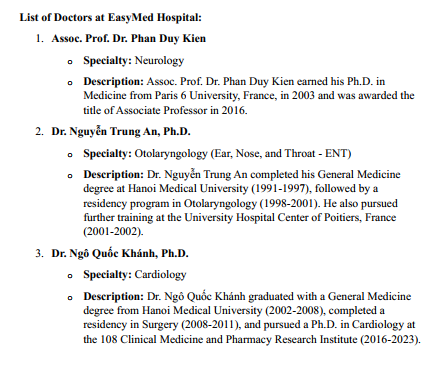 List of Doctors at EasyMed Hospital:
1. Assoc. Prof. Dr. Phan Duy Kien
o Specialty: Neurology
o Description: Assoc. Prof. Dr. Phan Duy Kien earned his Ph.D. in
Medicine from Paris 6 University, France, in 2003 and was awarded the
title of Associate Professor in 2016.
2. Dr. Nguyễn Trung An, Ph.D.
o Specialty: Otolaryngology (Ear, Nose, and Throat - ENT)
o Description: Dr. Nguyễn Trung An completed his General Medicine
degree at Hanoi Medical University (1991-1997), followed by a
residency program in Otolaryngology (1998-2001). He also pursued
further training at the University Hospital Center of Poitiers, France
(2001-2002).
3. Dr. Ngô Quốc Khánh, Ph.D.
o Specialty: Cardiology
o Description: Dr. Ngô Quốc Khánh graduated with a General Medicine
degree from Hanoi Medical University (2002-2008), completed a
residency in Surgery (2008-2011), and pursued a Ph.D. in Cardiology at
the 108 Clinical Medicine and Pharmacy Research Institute (2016-2023).